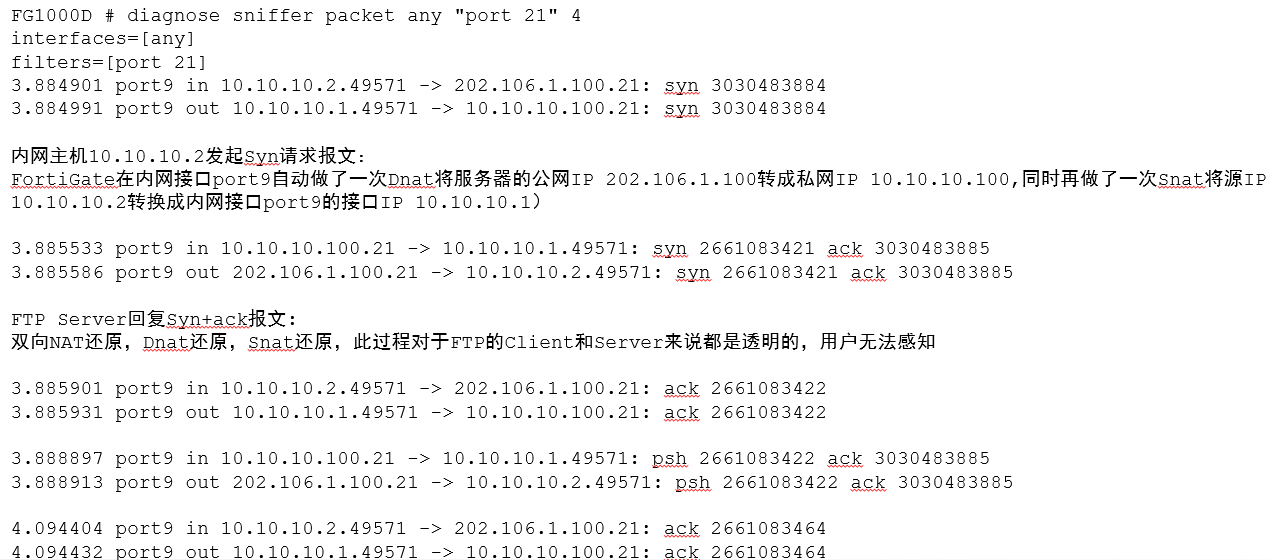 FG1000D # diagnose sniffer packet any "port 21" 4
interfaces=[any]
filters=[port 21]
3.884901 port9 in 10.10.10.2.49571 -> 202.106.1.100.21: syn 3030483884
3.884991 port9 out 10.10.10.1.49571 -> 10.10.10.100.21: syn 3030483884
内网主机10.10.10.2发起Syn请求报文：
FortiGate在内网接口port9自动做了一次Dnat将服务器的公网IP 202.106.1.100转成私网IP 10.10.10.100,同时再做了一次Snat将源IP
10.10.10.2转换成内网接口port9的接口IP 10.10.10.1）
3.885533 port9 in 10.10.10.100.21 -> 10.10.10.1.49571: syn 2661083421 ack 3030483885
3.885586 port9 out 202.106.1.100.21 -> 10.10.10.2.49571: syn 2661083421 ack 3030483885
FTP Server回复Syn+ack报文：
双向NAT还原，Dnat还原，Snat还原，此过程对于FTP的Client和Server来说都是透明的，用户无法感知
3.885901 port9 in 10.10.10.2.49571 -> 202.106.1.100.21: ack 2661083422
3.885931 port9 out 10.10.10.1.49571 -> 10.10.10.100.21: ack 2661083422
3.888897 port9 in 10.10.10.100.21 -> 10.10.10.1.49571: psh 2661083422 ack 3030483885
3.888913 port9 out 202.106.1.100.21 -> 10.10.10.2.49571: psh 2661083422 ack 3030483885
4.094404 port9 in 10.10.10.2.49571 -> 202.106.1.100.21: ack 2661083464
4.094432 port9 out 10.10.10.1.49571 -> 10.10.10.100.21: ack 2661083464